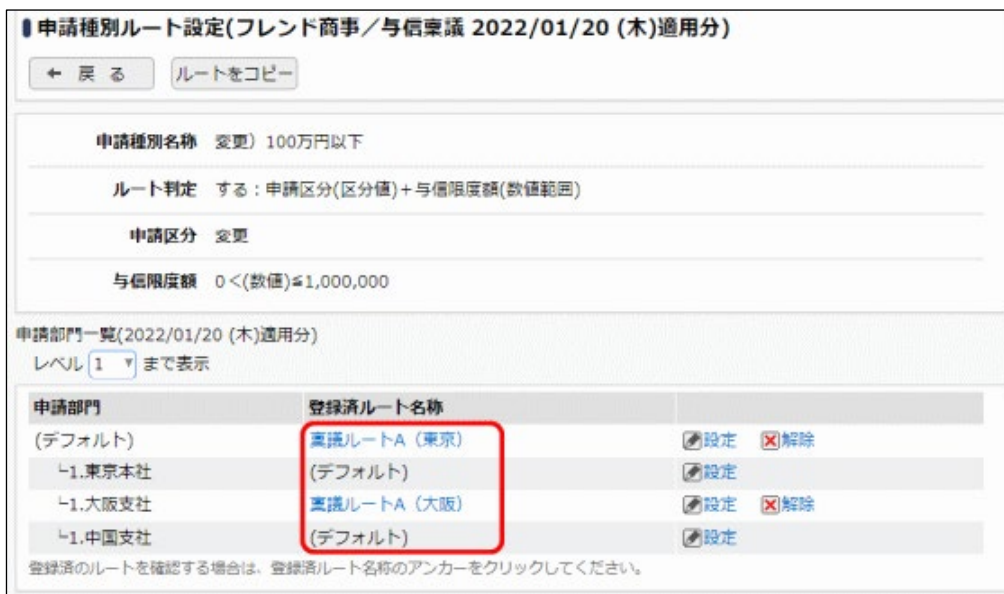 申請種別ルート設定(フレンド商事／与信稟議 2022/01/20 (木)適用分)
← 戻 る ルートをコピー
申請種別名称 変更）100万円以下
ルート判定 する：申請区分(区分値)＋与信限度額(数値範囲)
申請区分 変更
与信限度額 0＜(数値)≦1,000,000
申請部門一覧(2022/01/20 (木)適用分)
レベル 1 まで表示
申請部門 登録済ルート名称
(デフォルト) 稟議ルートA（東京） 設定 解除
└1.東京本社 (デフォルト) 設定
└1.大阪支社 稟議ルートA（大阪） 設定 解除
└1.中国支社 (デフォルト) 設定
登録済のルートを確認する場合は、登録済ルート名称のアンカーをクリックしてください。